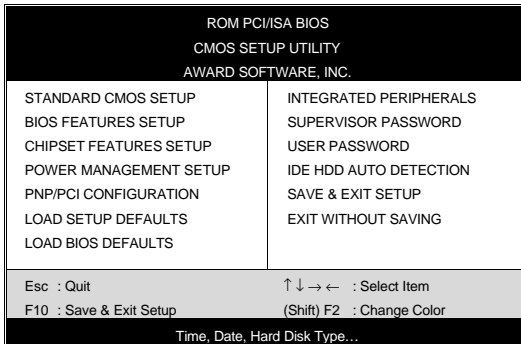 ROM PCI/ISA BIOS
CMOS SETUP UTILITY
AWARD SOFTWARE, INC.
STANDARD CMOS SETUP
BIOS FEATURES SETUP
CHIPSET FEATURES SETUP
POWER MANAGEMENT SETUP
PNP/PCI CONFIGURATION
LOAD SETUP DEFAULTS
LOAD BIOS DEFAULTS
INTEGRATED PERIPHERALS
SUPERVISOR PASSWORD
USER PASSWORD
IDE HDD AUTO DETECTION
SAVE & EXIT SETUP
EXIT WITHOUT SAVING
Esc : Quit
F10 : Save & Exit Setup
↑↓→← : Select Item
(Shift) F2 : Change Color
Time, Date, Hard Disk Type…